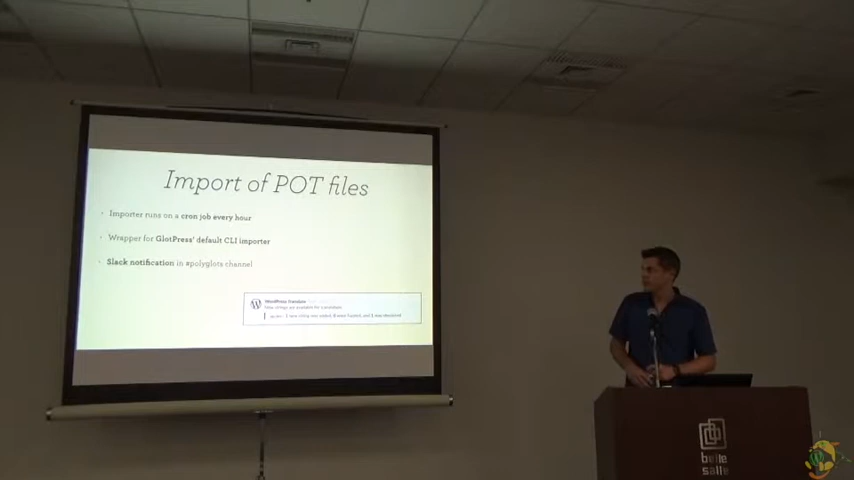 Import of POT files
Importer runs on a cron job every hour
Wrapper for GlotPress' default CLI importer
Slack notification in #polyglots channel
WordPress Translate
belle
salle